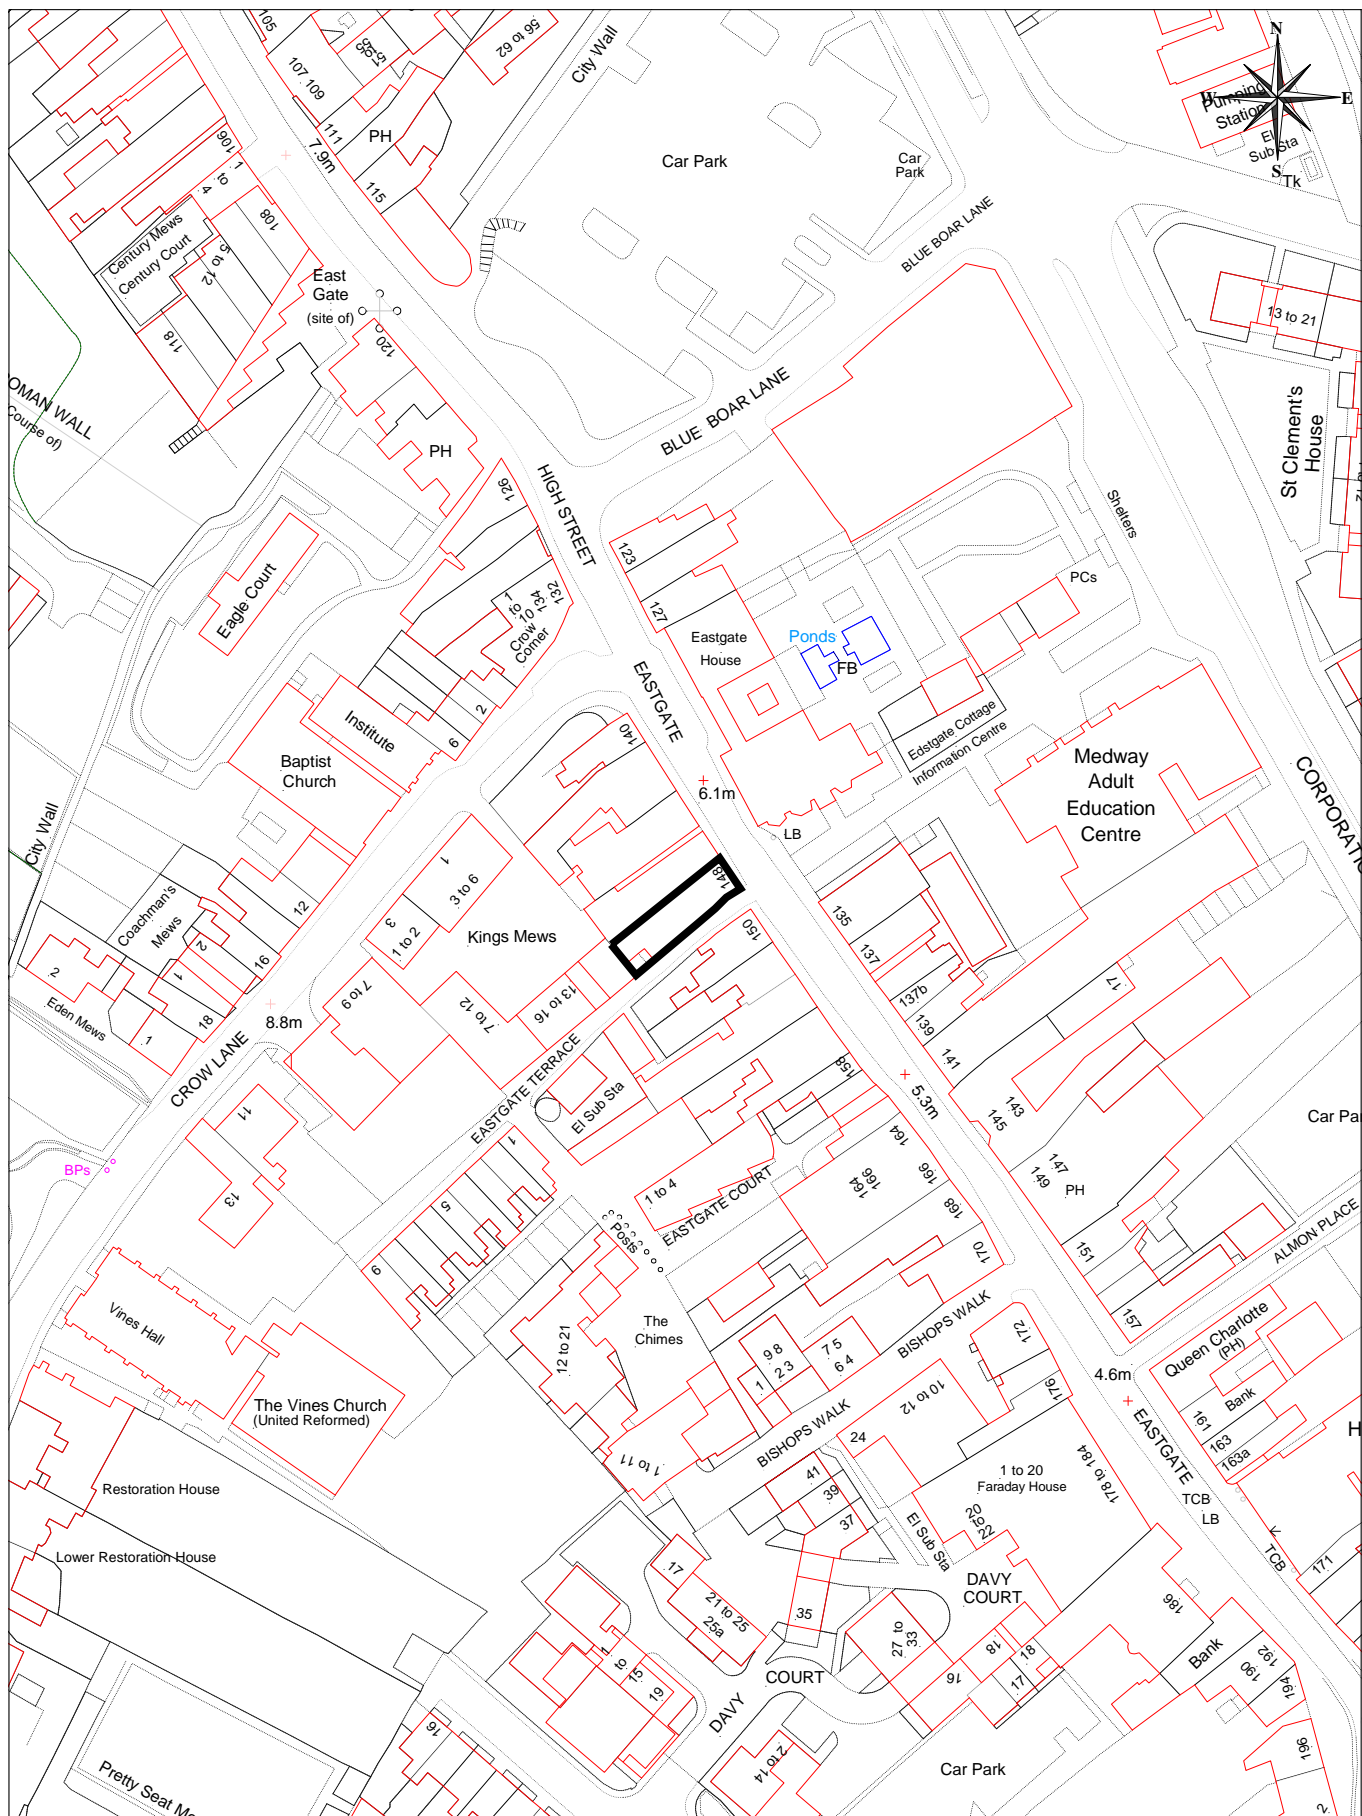 105
107 109
56 to 62
City Wall
N
W
E
S
Pumping
Station
El
Sub Sta
Tk
111
PH
7.9m
115
Car Park
Car
Park
106
1
to
4
108
Century Mews
Century Court
5 to 12
118
East
Gate
(site of)
120
BLUE BOAR LANE
13 to 21
OMAN WALL
Course of)
PH
BLUE BOAR LANE
St Clement's
House
126
HIGH STREET
Shelters
123
127
Eagle Court
1
to
10
134
132
Crow
Corner
PCs
Eastgate
House
Ponds
FB
EASTGATE
Institute
2
6
140
Edstgate Cottage
Information Centre
Baptist
Church
Medway
Adult
Education
Centre
CORPORATIO
6.1m
LB
City Wall
1
3 to 6
148
Coachman's
Mews
12
3
1 to 2
Kings Mews
150
135
137
2
1
16
2
Eden Mews
18
1
7 to 9
7 to 12
13 to 16
137b
139
141
17
8.8m
CROW LANE
EASTGATE TERRACE
El Sub Sta
158
5.3m
143
145
Car Par
11
164
166
1
BPs
13
1 to 4
EASTGATE COURT
164
166
168
147
149
PH
5
Posts
170
151
ALMON PLACE
9
Vines Hall
The
Chimes
BISHOPS WALK
157
Queen Charlotte
(PH)
12 to 21
9 8
2 3
1
7 5
6 4
172
4.6m
176
Bank
The Vines Church
(United Reformed)
BISHOPS WALK
10 to 12
24
EASTGATE
161
163
163a
H
1 to 11
41
39
37
1 to 20
Faraday House
178 to 184
Restoration House
20
to
22
El Sub Sta
TCB
LB
TCB
171
Lower Restoration House
17
21 to 25
25a
35
DAVY
COURT
186
27 to
33
18
18
17
16
Bank
192
190
194
1
to
15
19
COURT
DAVY
16
2 to 14
Car Park
196
Pretty Seat M
2